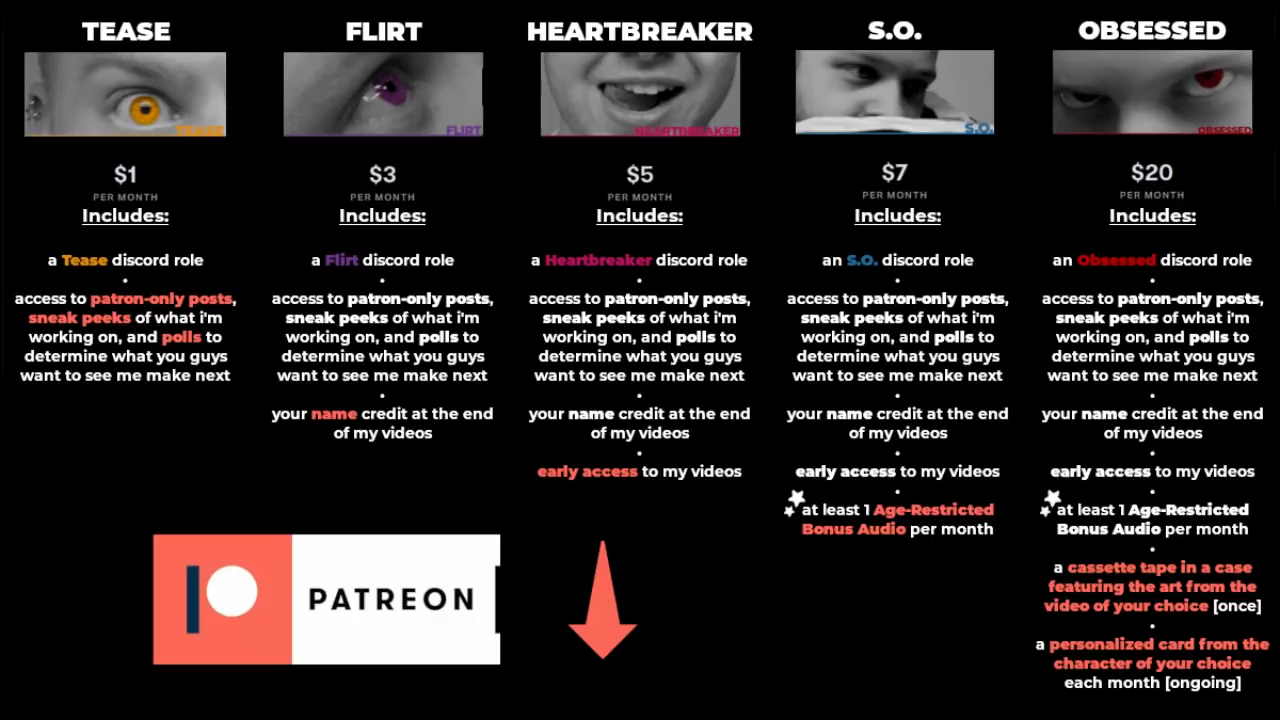 TEASE
TEASE
$1
PER MONTH
Includes:
a Tease discord role
•
access to patron-only posts,
sneak peeks of what i'm
working on, and polls to
determine what you guys
want to see me make next
FLIRT
FLIRT
$3
PER MONTH
Includes:
a Flirt discord role
access to patron-only posts,
sneak peeks of what i'm
working on, and polls to
determine what you guys
want to see me make next
•
your name credit at the end
of my videos
HEARTBREAKER
HEARTBREAKER
$5
PER MONTH
Includes:
a Heartbreaker discord role
access to patron-only posts,
sneak peeks of what i'm
working on, and polls to
determine what you guys
want to see me make next
•
your name credit at the end
of my videos
•
early access to my videos
S.O.
S.O.
$7
PER MONTH
Includes:
an S.O. discord role
access to patron-only posts,
sneak peeks of what i'm
working on, and polls to
determine what you guys
want to see me make next
•
your name credit at the end
of my videos
•
early access to my videos
•
at least 1 Age-Restricted
Bonus Audio per month
OBSESSED
OBSESSED
$20
PER MONTH
Includes:
an Obsessed discord role
access to patron-only posts,
sneak peeks of what i'm
working on, and polls to
determine what you guys
want to see me make next
•
your name credit at the end
of my videos
•
early access to my videos
•
at least 1 Age-Restricted
Bonus Audio per month
•
a cassette tape in a case
featuring the art from the
video of your choice [once]
•
a personalized card from the
character of your choice
each month [ongoing]
PATREON